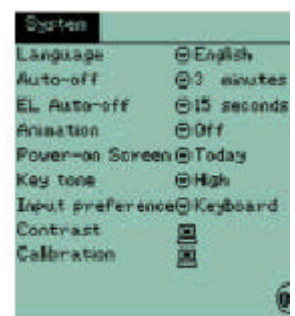 System
Language English
Auto-off 3 minutes
EL Auto-off 15 seconds
Animation Off
Power-on Screen Today
Key tone High
Input preference Keyboard
Contrast
Calibration